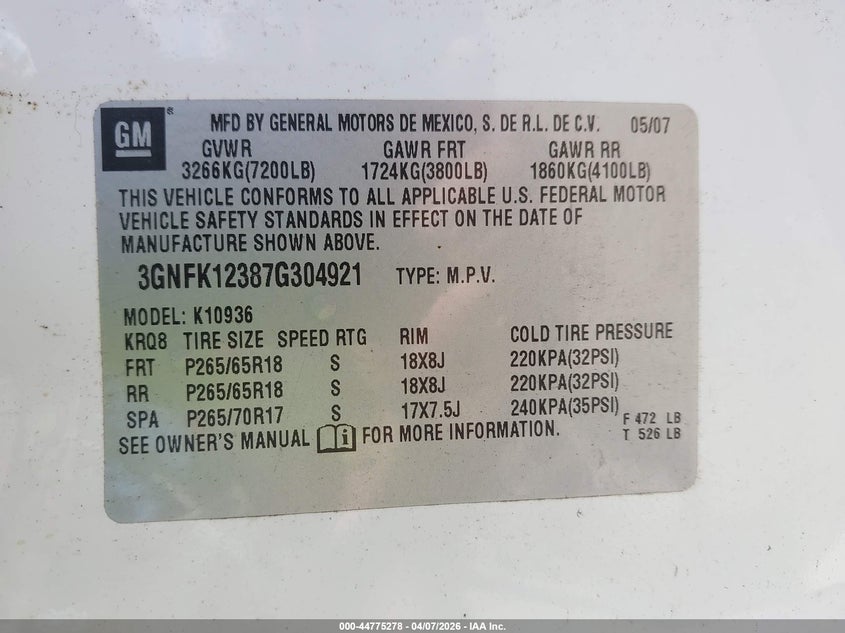 GM ® MFD BY GENERAL MOTORS DE MEXICO, S. DE R.L. DE C.V. 05/07
GVWR GAWR FRT GAWR RR
3266KG(7200LB) 1724KG(3800LB) 1860KG(4100LB)
THIS VEHICLE CONFORMS TO ALL APPLICABLE U.S. FEDERAL MOTOR
VEHICLE SAFETY STANDARDS IN EFFECT ON THE DATE OF
MANUFACTURE SHOWN ABOVE.
3GNFK12387G304921 TYPE: M.P.V.
MODEL: K10936
KRQ8 TIRE SIZE SPEED RTG RIM COLD TIRE PRESSURE
FRT P265/65R18 S 18X8J 220KPA(32PSI)
RR P265/65R18 S 18X8J 220KPA(32PSI)
SPA P265/70R17 S 17X7.5J 240KPA(35PSI)
F 472 LB
T 526 LB
SEE OWNER'S MANUAL FOR MORE INFORMATION.
000-44775278 - 04/07/2026 - IAA Inc.